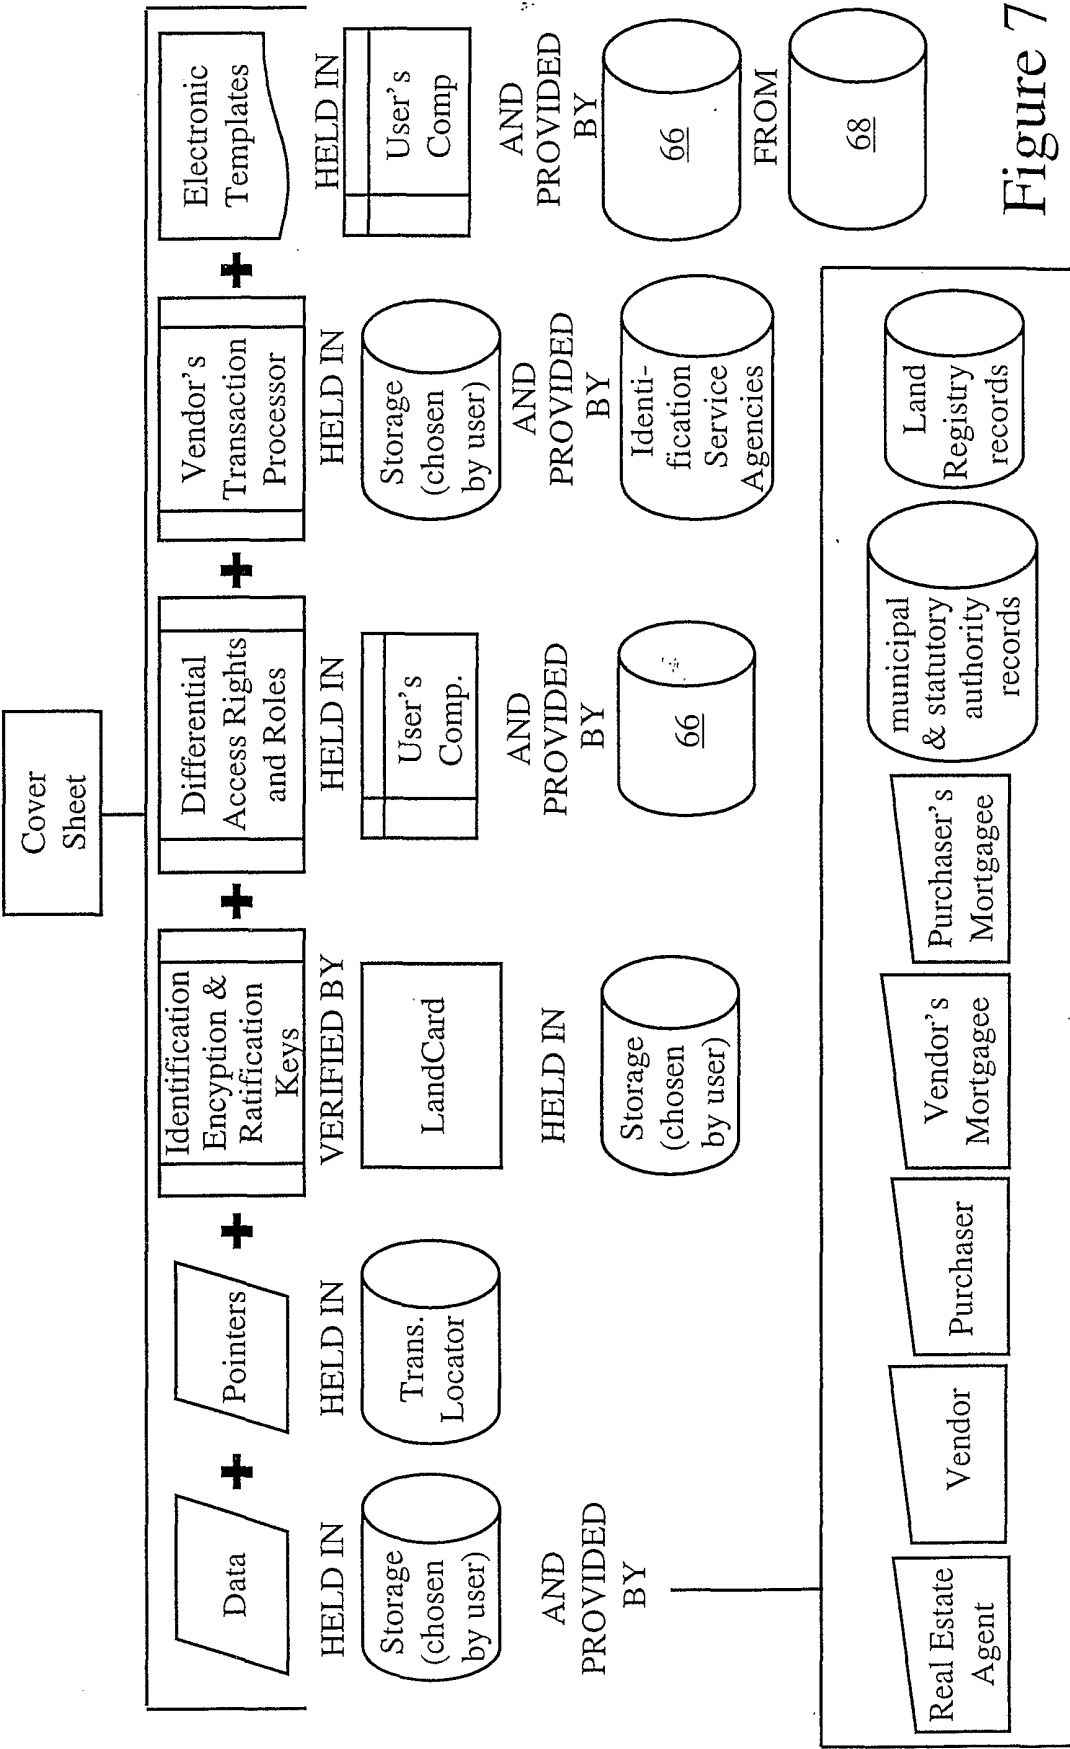 Cover
Sheet
Data
+
Pointers
+
Identification
Encyption &
Ratification
Keys
+
Differential
Access Rights
and Roles
+
Vendor's
Transaction
Processor
+
Electronic
Templates
HELD IN
Storage
(chosen
by user)
AND
PROVIDED
BY
HELD IN
Trans.
Locator
VERIFIED BY
LandCard
HELD IN
Storage
(chosen
by user)
HELD IN
User's
Comp.
AND
PROVIDED
BY
66
HELD IN
Storage
(chosen
by user)
AND
PROVIDED
BY
Identi-
fication
Service
Agencies
HELD IN
User's
Comp
AND
PROVIDED
BY
66
FROM
68
Real Estate
Agent
Vendor
Purchaser
Vendor's
Mortgagee
Purchaser's
Mortgagee
municipal
& statutory
authority
records
Land
Registry
records
Figure 7